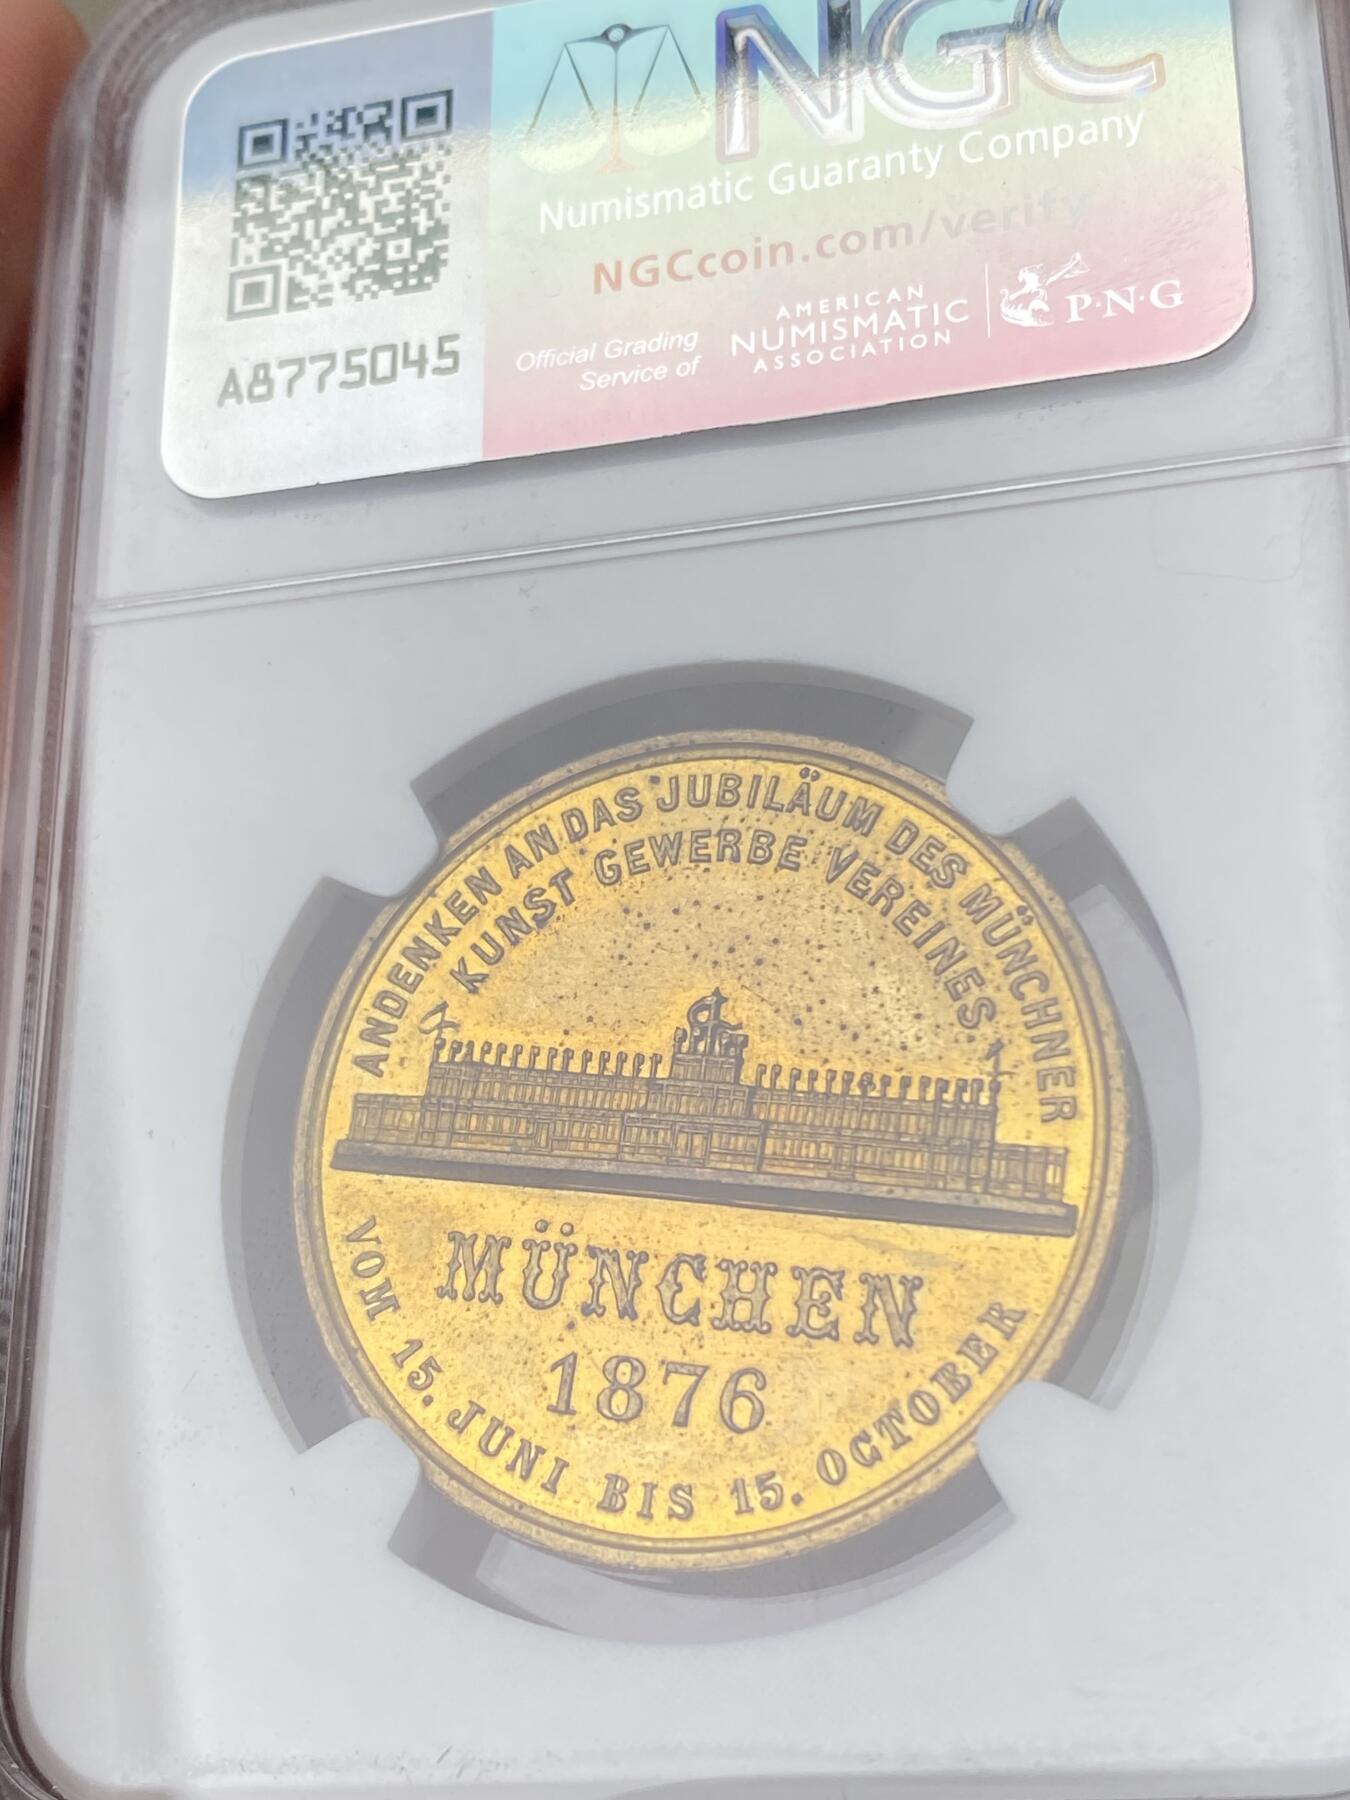 NGC
Numismatic Guaranty Company
NGCcoin.com/verify
Official Grading
Service of
AMERICAN
NUMISMATIC
ASSOCIATION
P·N·G
A8775045
ANDENKEN AN DAS JUBILÄUM DES MÜNCHNER
KUNST GEWERBE VEREINES
MÜNCHEN
1876
VOM 15. JUNI BIS 15. OCTOBER